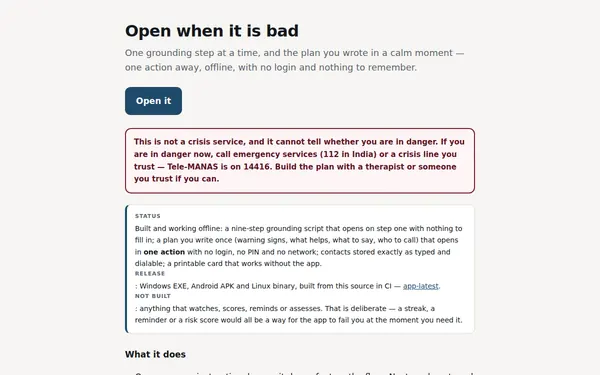 Open when it is bad
One grounding step at a time, and the plan you wrote in a calm moment —
one action away, offline, with no login and nothing to remember.
Open it
This is not a crisis service, and it cannot tell whether you are in danger. If you
are in danger now, call emergency services (112 in India) or a crisis line you
trust — Tele-MANAS is on 14416. Build the plan with a therapist or someone
you trust if you can.
STATUS
Built and working offline: a nine-step grounding script that opens on step one with nothing to
fill in; a plan you write once (warning signs, what helps, what to say, who to call) that opens
in one action with no login, no PIN and no network; contacts stored exactly as typed and
dialable; a printable card that works without the app.
RELEASE
: Windows EXE, Android APK and Linux binary, built from this source in CI — app-latest.
NOT BUILT
: anything that watches, scores, reminds or assesses. That is deliberate — a streak, a
reminder or a risk score would all be a way for the app to fail you at the moment you need it.
What it does